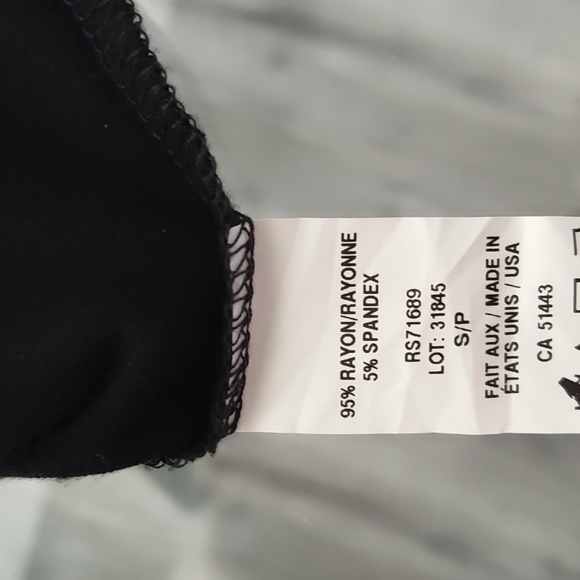 95% RAYON/RAYONNE
5% SPANDEX
RS71689
LOT: 31845
S/P
FAIT AUX / MADE IN
ÉTATS UNIS / USA
CA 51443